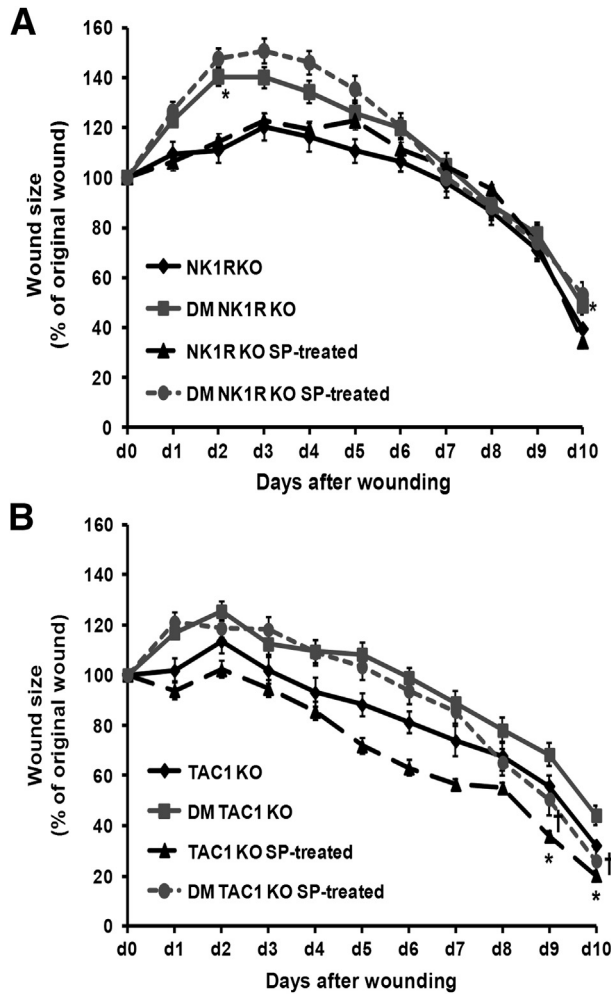 A
160
140
120
100
80
60
40
20
0
Wound size
(% of original wound)
*
*
NK1RKO
DM NK1R KO
NK1R KO SP-treated
DM NK1R KO SP-treated
d0 d1 d2 d3 d4 d5 d6 d7 d8 d9 d10
Days after wounding
B
160
140
120
100
80
60
40
20
0
Wound size
(% of original wound)
TAC1 KO
DM TAC1 KO
TAC1 KO SP-treated
DM TAC1 KO SP-treated
†
†
*
*
d0 d1 d2 d3 d4 d5 d6 d7 d8 d9 d10
Days after wounding